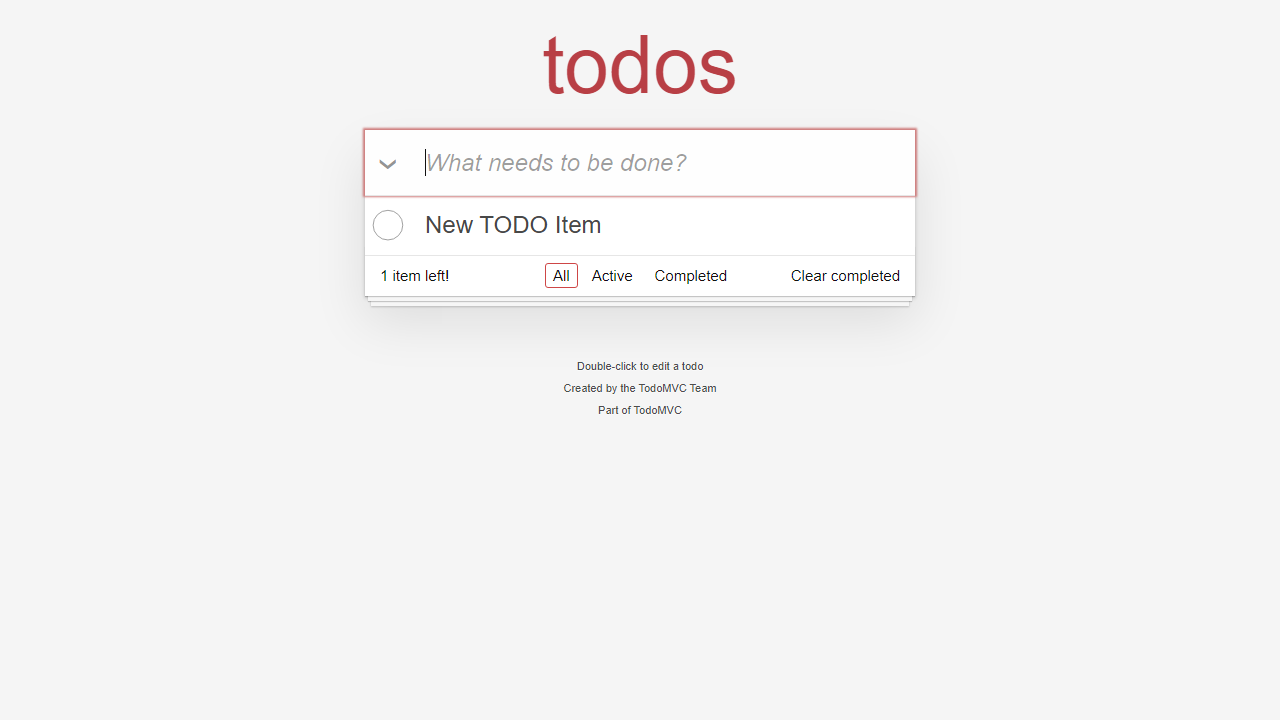 todos
What needs to be done?
New TODO Item
1 item left!
All
Active
Completed
Clear completed
Double-click to edit a todo
Created by the TodoMVC Team
Part of TodoMVC